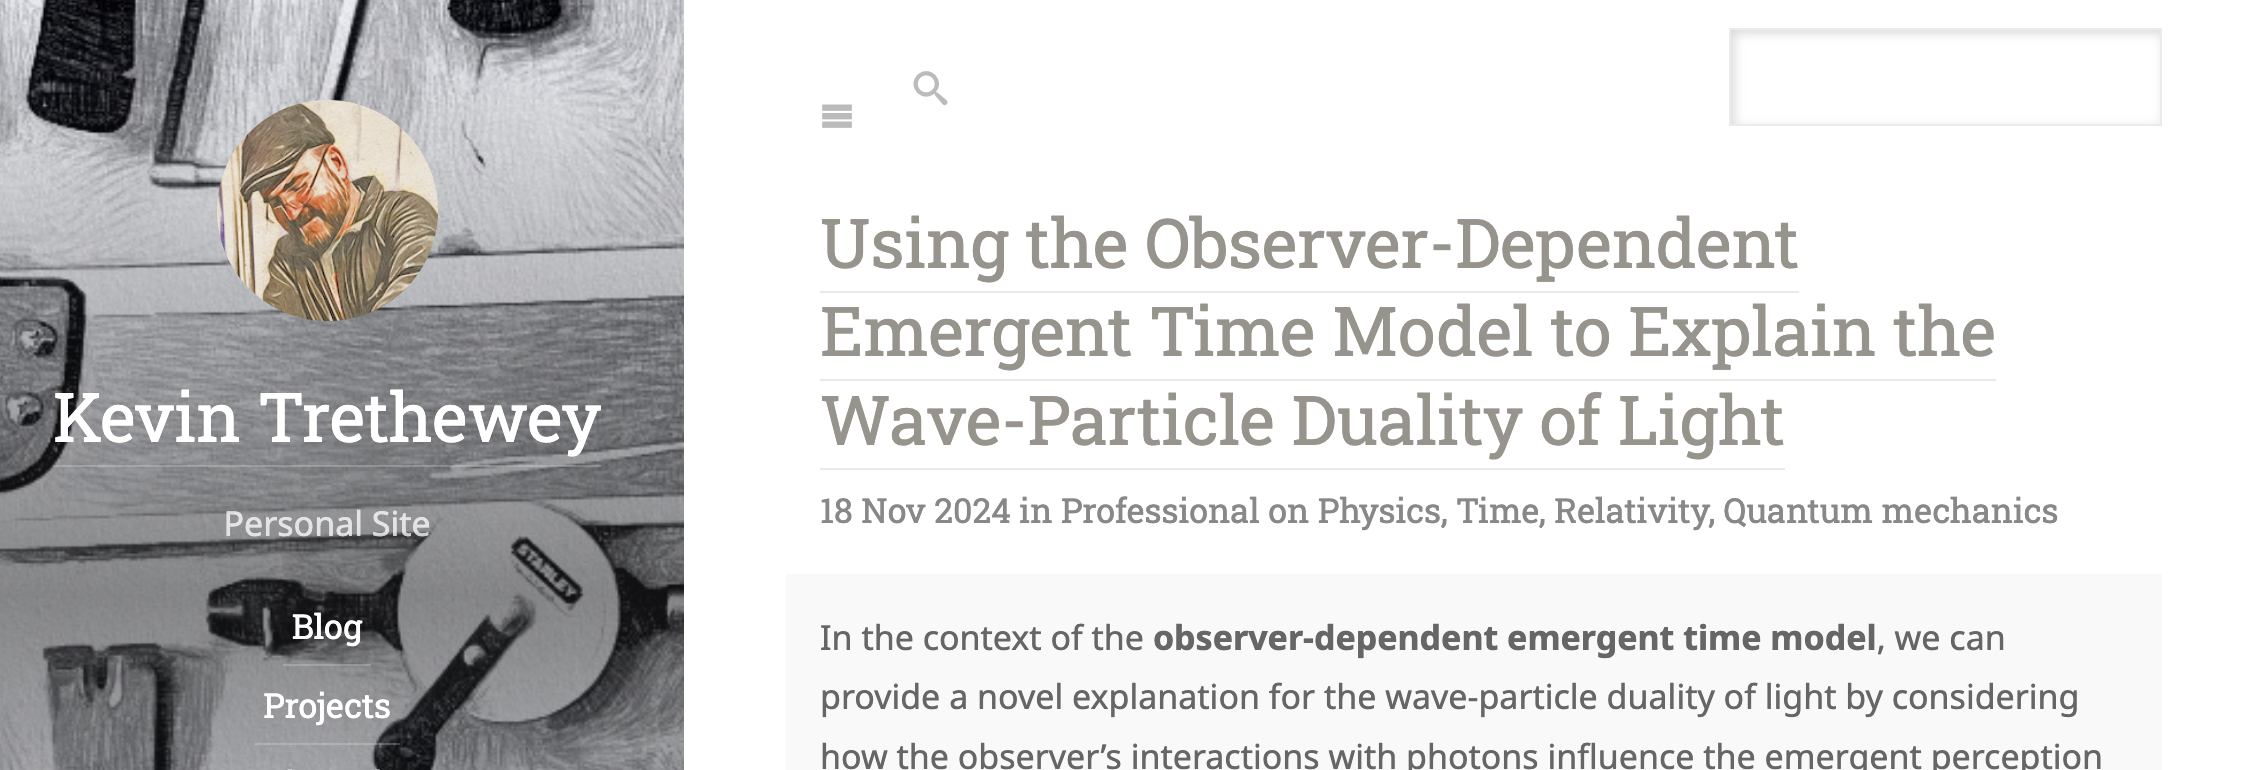 Kevin Trethewey
Personal Site
STANLEY
Blog
Projects
Using the Observer-Dependent
Emergent Time Model to Explain the
Wave-Particle Duality of Light
18 Nov 2024 in Professional on Physics, Time, Relativity, Quantum mechanics
In the context of the observer-dependent emergent time model, we can
provide a novel explanation for the wave-particle duality of light by considering
how the observer’s interactions with photons influence the emergent perception